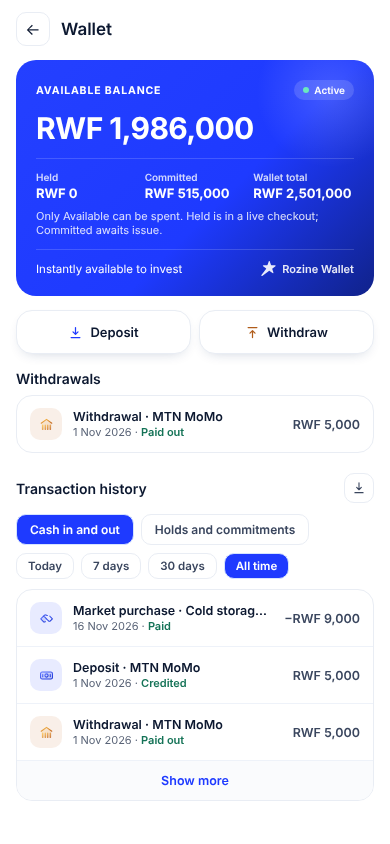 Wallet
AVAILABLE BALANCE
Active
RWF 1,986,000
Held
Committed
Wallet total
RWF 0
RWF 515,000
RWF 2,501,000
Only Available can be spent. Held is in a live checkout;
Committed awaits issue.
Instantly available to invest
Rozine Wallet
Deposit
Withdraw
Withdrawals
Withdrawal · MTN MoMo
RWF 5,000
1 Nov 2026 · Paid out
Transaction history
Cash in and out
Holds and commitments
Today
7 days
30 days
All time
Market purchase · Cold storag...
−RWF 9,000
16 Nov 2026 · Paid
Deposit · MTN MoMo
RWF 5,000
1 Nov 2026 · Credited
Withdrawal · MTN MoMo
RWF 5,000
1 Nov 2026 · Paid out
Show more